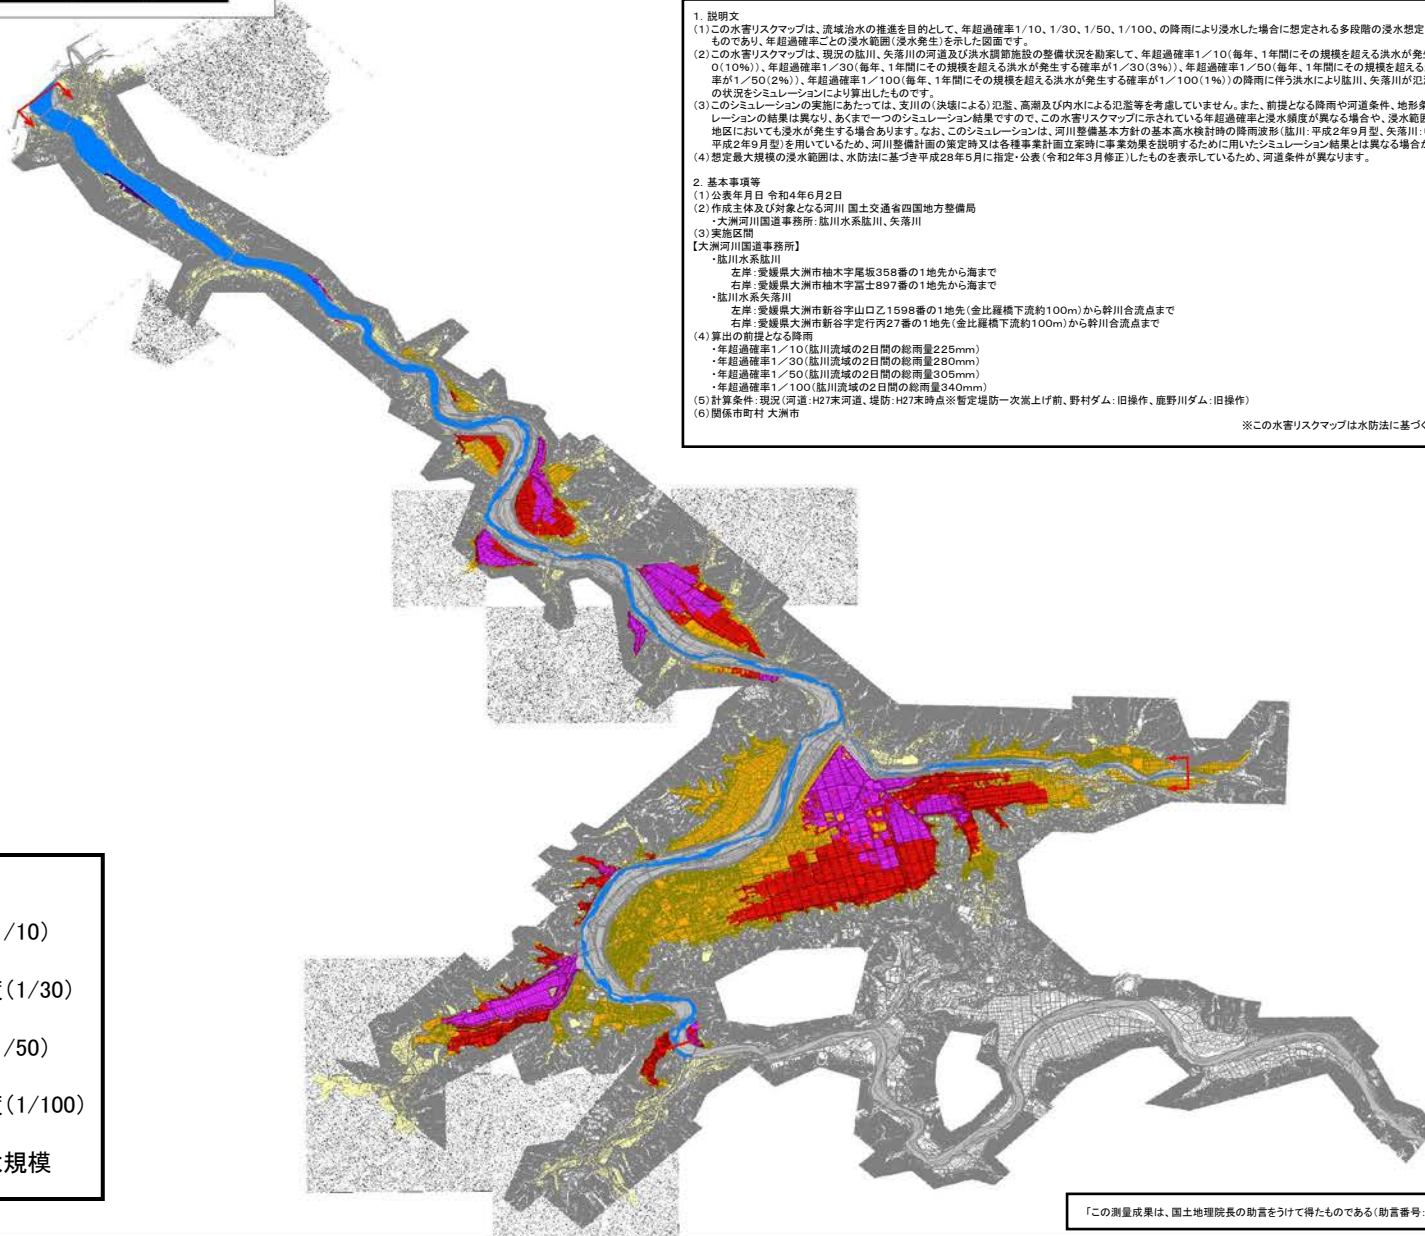 1. 説明文
(1)この水害リスクマップは、流域治水の推進を目的として、年超過確率1/10、1/30、1/50、1/100、の降雨により浸水した場合に想定される多段階の浸水想定
ものであり、年超過確率ごとの浸水範囲(浸水発生)を示した図面です。
(2)この水害リスクマップは、現況の肱川、矢落川の河道及び洪水調節施設の整備状況を勘案して、年超過確率1/10(毎年、1年間にその規模を超える洪水が発生
0(10%))、年超過確率1/30(毎年、1年間にその規模を超える洪水が発生する確率が1/30(3%))、年超過確率1/50(毎年、1年間にその規模を超える
率が1/50(2%))、年超過確率1/100(毎年、1年間にその規模を超える洪水が発生する確率が1/100(1%))の降雨に伴う洪水により肱川、矢落川が氾
の状況をシミュレーションにより算出したものです。
(3)このシミュレーションの実施にあたっては、支川の(決壊による)氾濫、高潮及び内水による氾濫等を考慮していません。また、前提となる降雨や河道条件、地形条
レーションの結果は異なり、あくまで一つのシミュレーション結果ですので、この水害リスクマップに示されている年超過確率と浸水頻度が異なる場合や、浸水範囲
地区においても浸水が発生する場合あります。なお、このシミュレーションは、河川整備基本方針の基本高水検討時の降雨波形(肱川:平成2年9月型、矢落川:
平成2年9月型)を用いているため、河川整備計画の策定時又は各種事業計画立案時に事業効果を説明するために用いたシミュレーション結果とは異なる場合が
(4)想定最大規模の浸水範囲は、水防法に基づき平成28年5月に指定・公表(令和2年3月修正)したものを表示しているため、河道条件が異なります。
2. 基本事項等
(1)公表年月日 令和4年6月2日
(2)作成主体及び対象となる河川 国土交通省四国地方整備局
・大洲河川国道事務所:肱川水系肱川、矢落川
(3)実施区間
【大洲河川国道事務所】
・肱川水系肱川
左岸:愛媛県大洲市柚木字尾坂358番の1地先から海まで
右岸:愛媛県大洲市柚木字冨士897番の1地先から海まで
・肱川水系矢落川
左岸:愛媛県大洲市新谷字山口乙1598番の1地先(金比羅橋下流約100m)から幹川合流点まで
右岸:愛媛県大洲市新谷字定行丙27番の1地先(金比羅橋下流約100m)から幹川合流点まで
(4)算出の前提となる降雨
・年超過確率1/10(肱川流域の2日間の総雨量225mm)
・年超過確率1/30(肱川流域の2日間の総雨量280mm)
・年超過確率1/50(肱川流域の2日間の総雨量305mm)
・年超過確率1/100(肱川流域の2日間の総雨量340mm)
(5)計算条件:現況(河道:H27末河道、堤防:H27末時点※暫定堤防一次嵩上げ前、野村ダム:旧操作、鹿野川ダム:旧操作)
(6)関係市町村 大洲市
※この水害リスクマップは水防法に基づく
/10)
(1/30)
/50)
(1/100)
規模
「この測量成果は、国土地理院長の助言をうけて得たものである(助言番号: